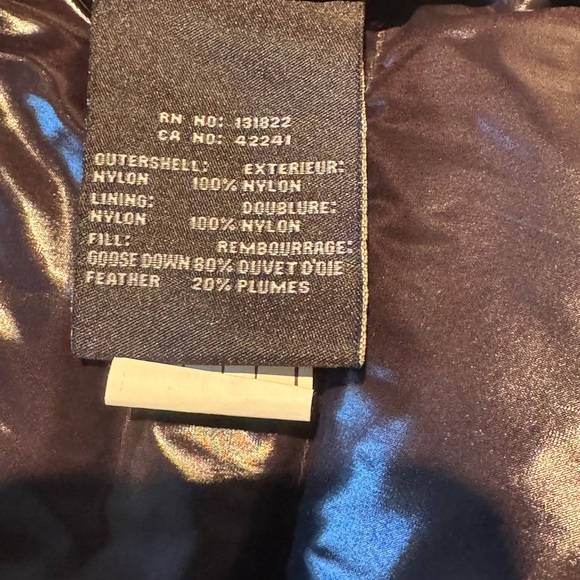 RN NO: 131822
CA NO: 42241
OUTERSHELL: EXTERIEUR:
NYLON 100% NYLON
LINING: DOUBLURE:
NYLON 100% NYLON
FILL: REMBOURRAGE:
GOOSE DOWN 80% DUVET D'OIE
FEATHER 20% PLUMES